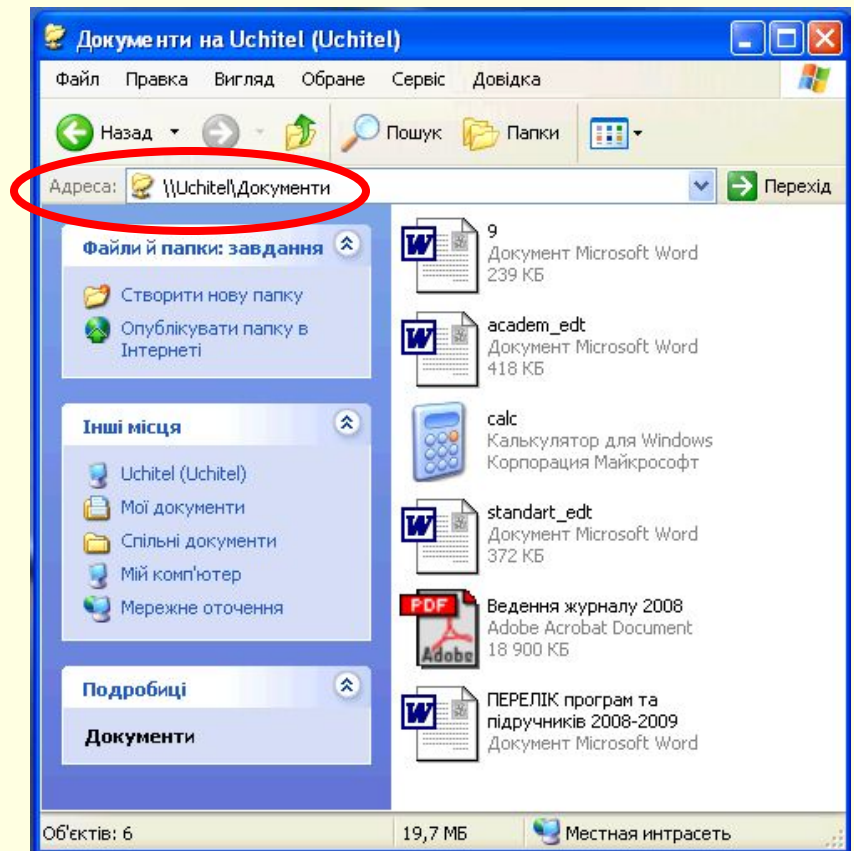 Документи на Uchitel (Uchitel)
Файл Правка Вигляд Обране Сервіс Довідка
Назад Пошук Папки
Адреса: \\Uchitel\Документи Перехід
Файли й папки: завдання
Створити нову папку
Опублікувати папку в
Інтернеті
Інші місця
Uchitel (Uchitel)
Мої документи
Спільні документи
Мій комп'ютер
Мережне оточення
Подробиці
Документи
9
Документ Microsoft Word
239 КБ
academ_edt
Документ Microsoft Word
418 КБ
calc
Калькулятор для Windows
Корпорация Майкрософт
standart_edt
Документ Microsoft Word
372 КБ
PDF
Adobe
Ведення журналу 2008
Adobe Acrobat Document
18 900 КБ
ПЕРЕЛІК програм та
підручників 2008-2009
Документ Microsoft Word
Об'єктів: 6 19,7 МБ Местная интрасеть